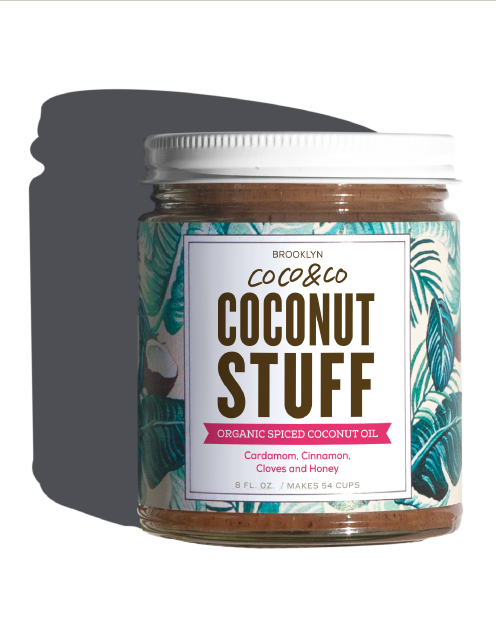 BROOKLYN
COCO&CO
COCONUT
STUFF
ORGANIC SPICED COCONUT OIL
Cardamom, Cinnamon,
Cloves and Honey
8 FL. OZ. / MAKES 54 CUPS